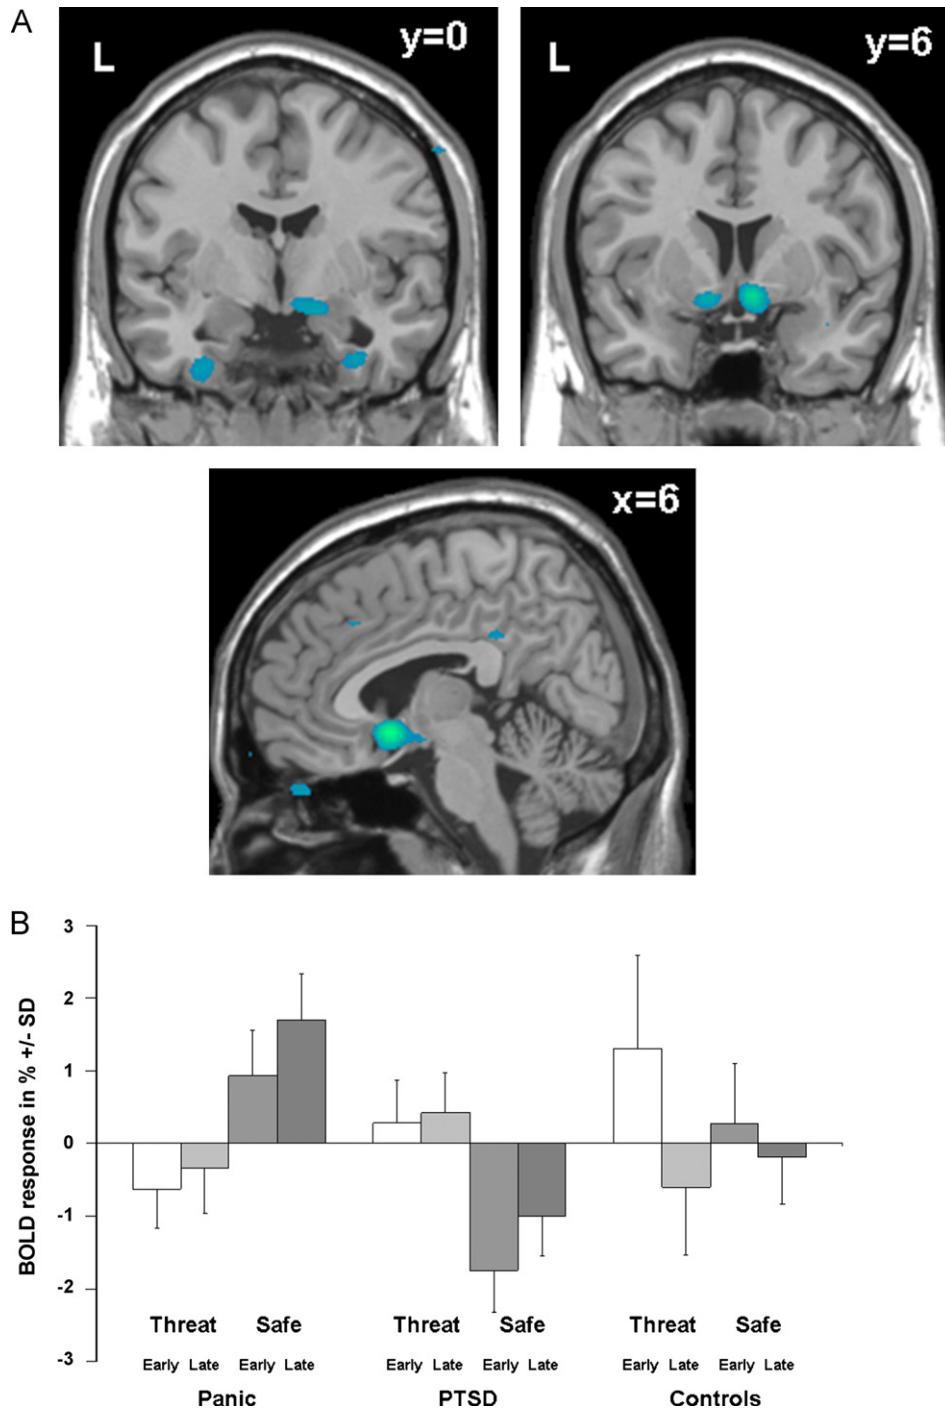 A
L
y=0
L
y=6
x=6
B
BOLD response in % +/- SD
3
2
1
0
-1
-2
-3
Threat Safe Threat Safe Threat Safe
Early Late Early Late Early Late Early Late Early Late Early Late
Panic PTSD Controls